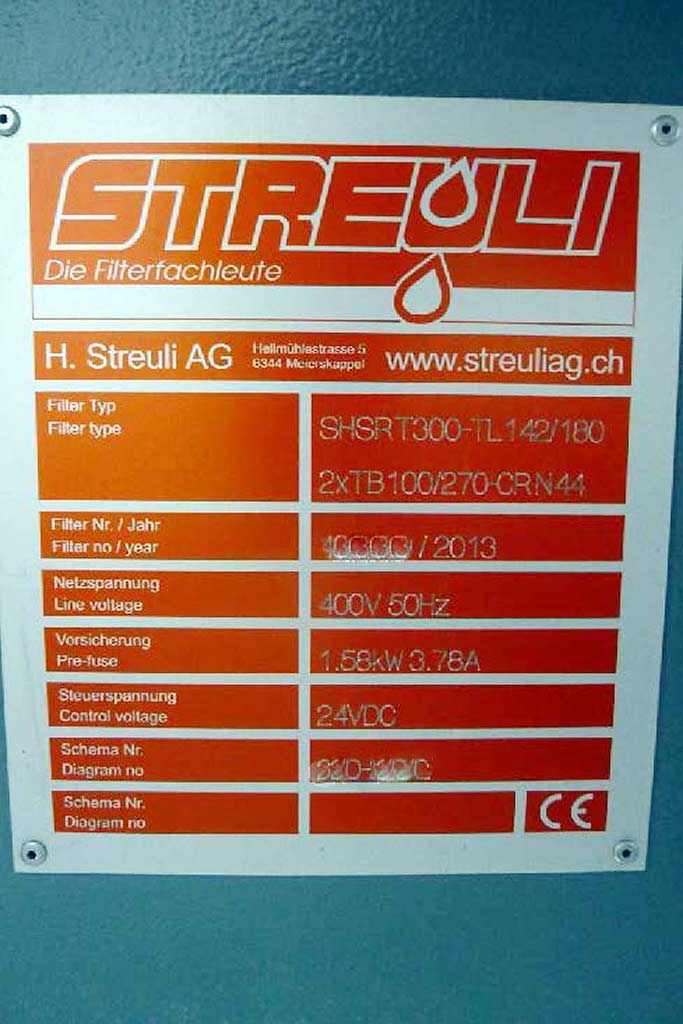 STREULI
Die Filterfachleute
H. Streuli AG
Hellmühlestrasse 5
6344 Meierskappel
www.streuliag.ch
Filter Typ
Filter type
SHSRT300-TL142/180
2xTB100/270-CRN44
Filter Nr. / Jahr
Filter no / year
/ 2013
Netzspannung
Line voltage
400V 50Hz
Vorsicherung
Pre-fuse
1.58kW 3.78A
Steuerspannung
Control voltage
24VDC
Schema Nr.
Diagram no
Schema Nr.
Diagram no
CE